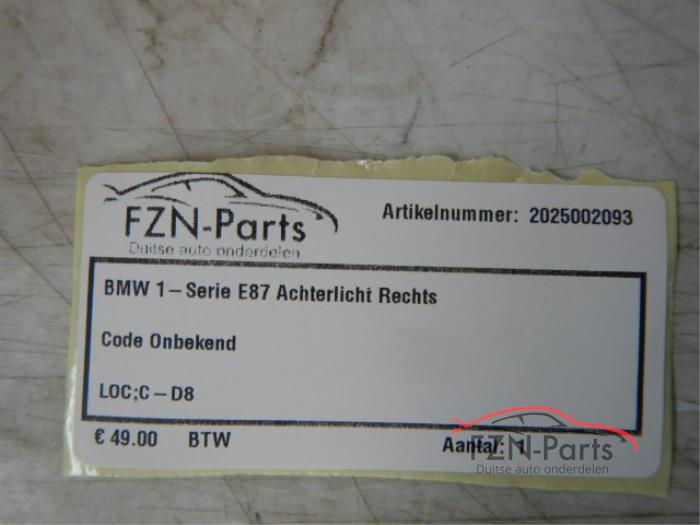 FZN-Parts
Duitse auto onderdelen
Artikelnummer: 2025002093
BMW 1-Serie E87 Achterlicht Rechts
Code Onbekend
LOC;C-D8
€ 49.00 BTW
Aantal: 1
FZN-Parts
Duitse auto onderdelen